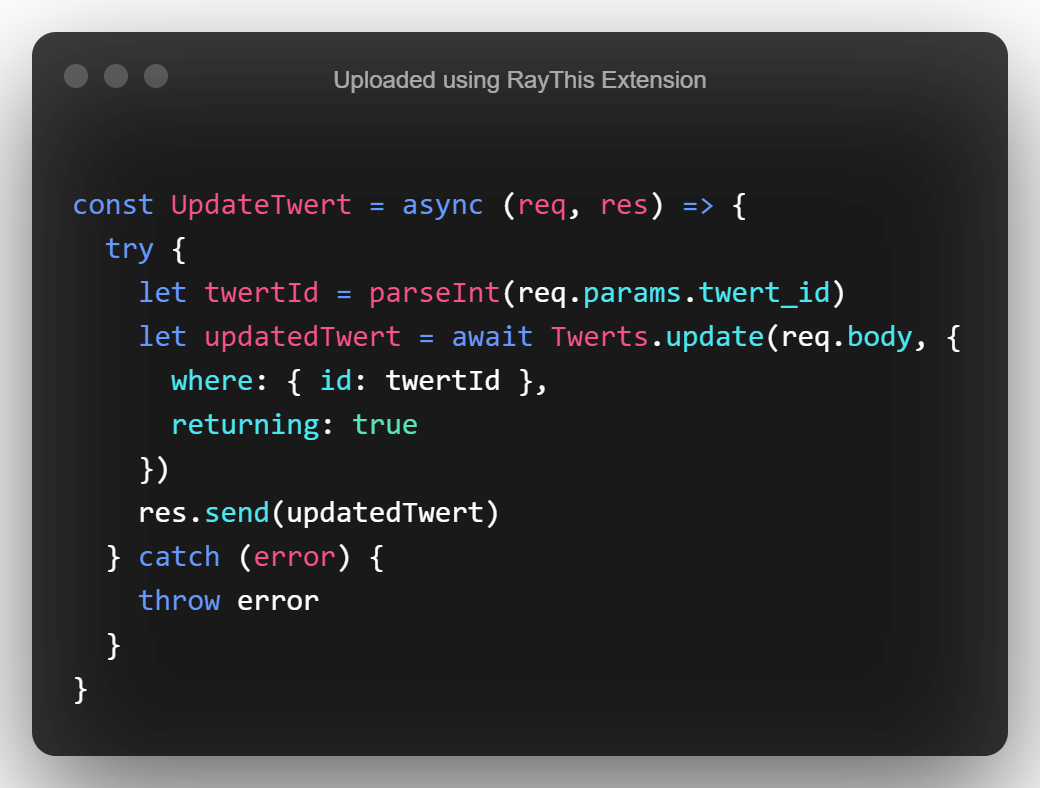 Uploaded using RayThis Extension
const UpdateTwert = async (req, res) => {
  try {
    let twertId = parseInt(req.params.twert_id)
    let updatedTwert = await Twerts.update(req.body, {
      where: { id: twertId },
      returning: true
    })
    res.send(updatedTwert)
  } catch (error) {
    throw error
  }
}